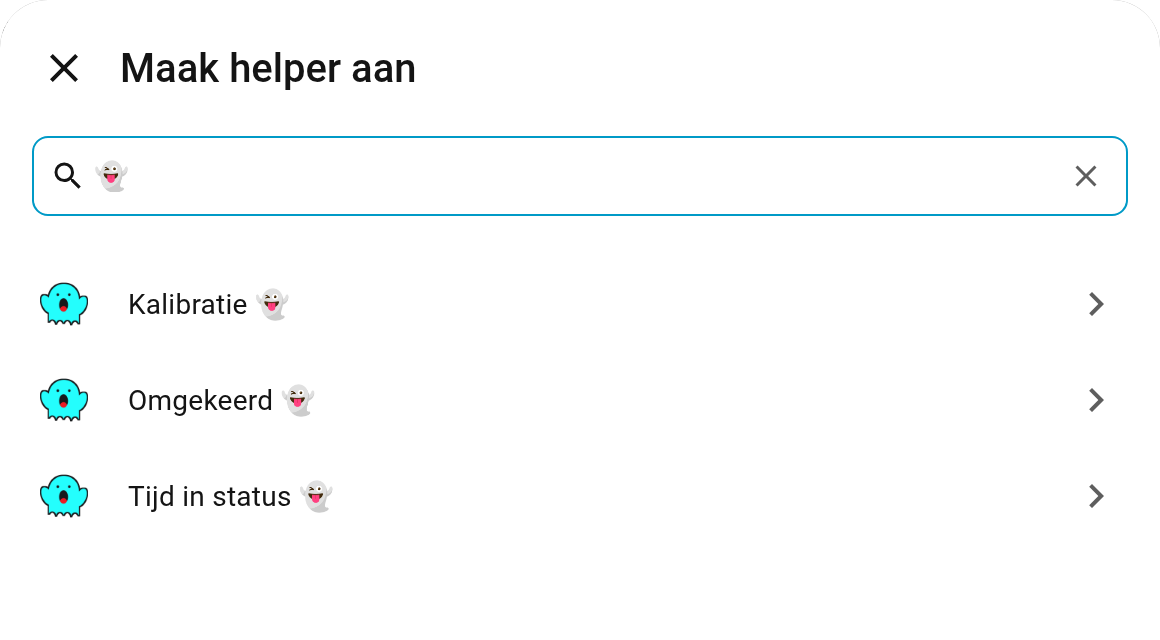 Maak helper aan
👻
Kalibratie 👻
Omgekeerd 👻
Tijd in status 👻